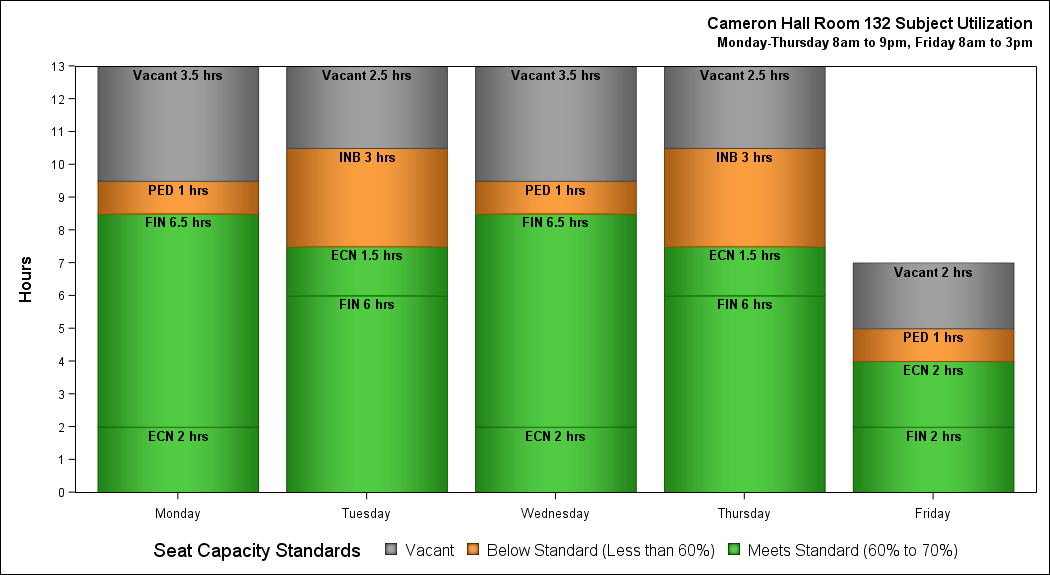 Cameron Hall Room 132 Subject Utilization
Monday-Thursday 8am to 9pm, Friday 8am to 3pm
Hours
13
12
11
10
9
8
7
6
5
4
3
2
1
0
Vacant 3.5 hrs
PED 1 hrs
FIN 6.5 hrs
ECN 2 hrs
Vacant 2.5 hrs
INB 3 hrs
ECN 1.5 hrs
FIN 6 hrs
Vacant 3.5 hrs
PED 1 hrs
FIN 6.5 hrs
ECN 2 hrs
Vacant 2.5 hrs
INB 3 hrs
ECN 1.5 hrs
FIN 6 hrs
Vacant 2 hrs
PED 1 hrs
ECN 2 hrs
FIN 2 hrs
Monday Tuesday Wednesday Thursday Friday
Seat Capacity Standards Vacant Below Standard (Less than 60%) Meets Standard (60% to 70%)